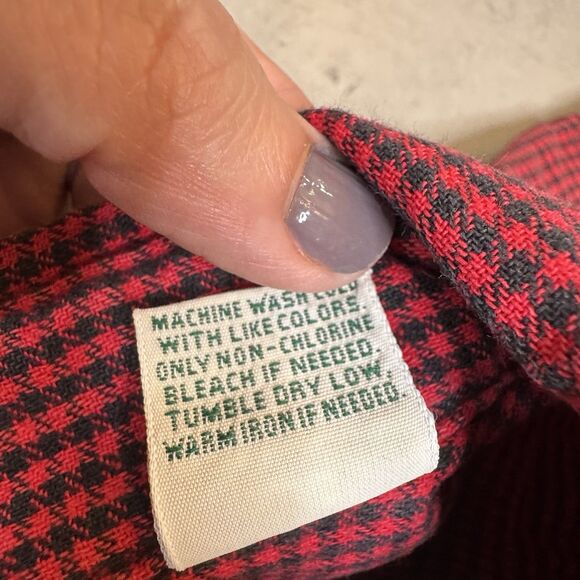 MACHINE WASH COLD
WITH LIKE COLORS.
ONLY NON-CHLORINE
BLEACH IF NEEDED.
TUMBLE DRY LOW.
WARM IRON IF NEEDED.